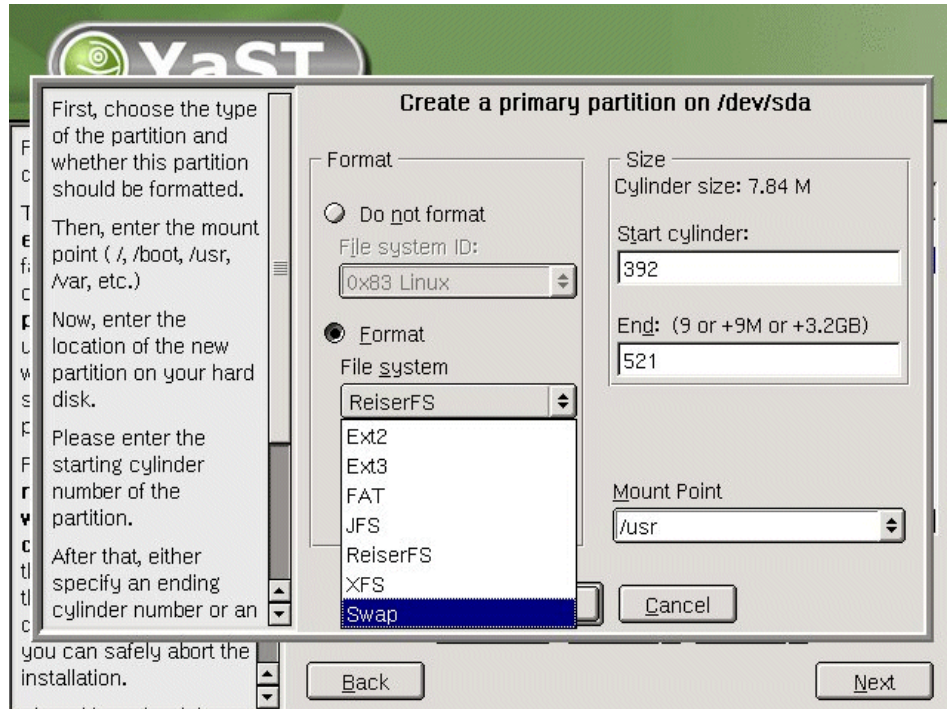 YaST
Create a primary partition on /dev/sda
First, choose the type
of the partition and
whether this partition
should be formatted.
Then, enter the mount
point ( /, /boot, /usr,
/var, etc.)
Now, enter the
location of the new
partition on your hard
disk.
Please enter the
starting cylinder
number of the
partition.
After that, either
specify an ending
cylinder number or an
Format
Do not format
File system ID:
0x83 Linux
Format
File system
ReiserFS
Ext2
Ext3
FAT
JFS
ReiserFS
XFS
Swap
Size
Cylinder size: 7.84 M
Start cylinder:
392
End: (9 or +9M or +3.2GB)
521
Mount Point
/usr
Cancel
you can safely abort the
installation.
Back
Next